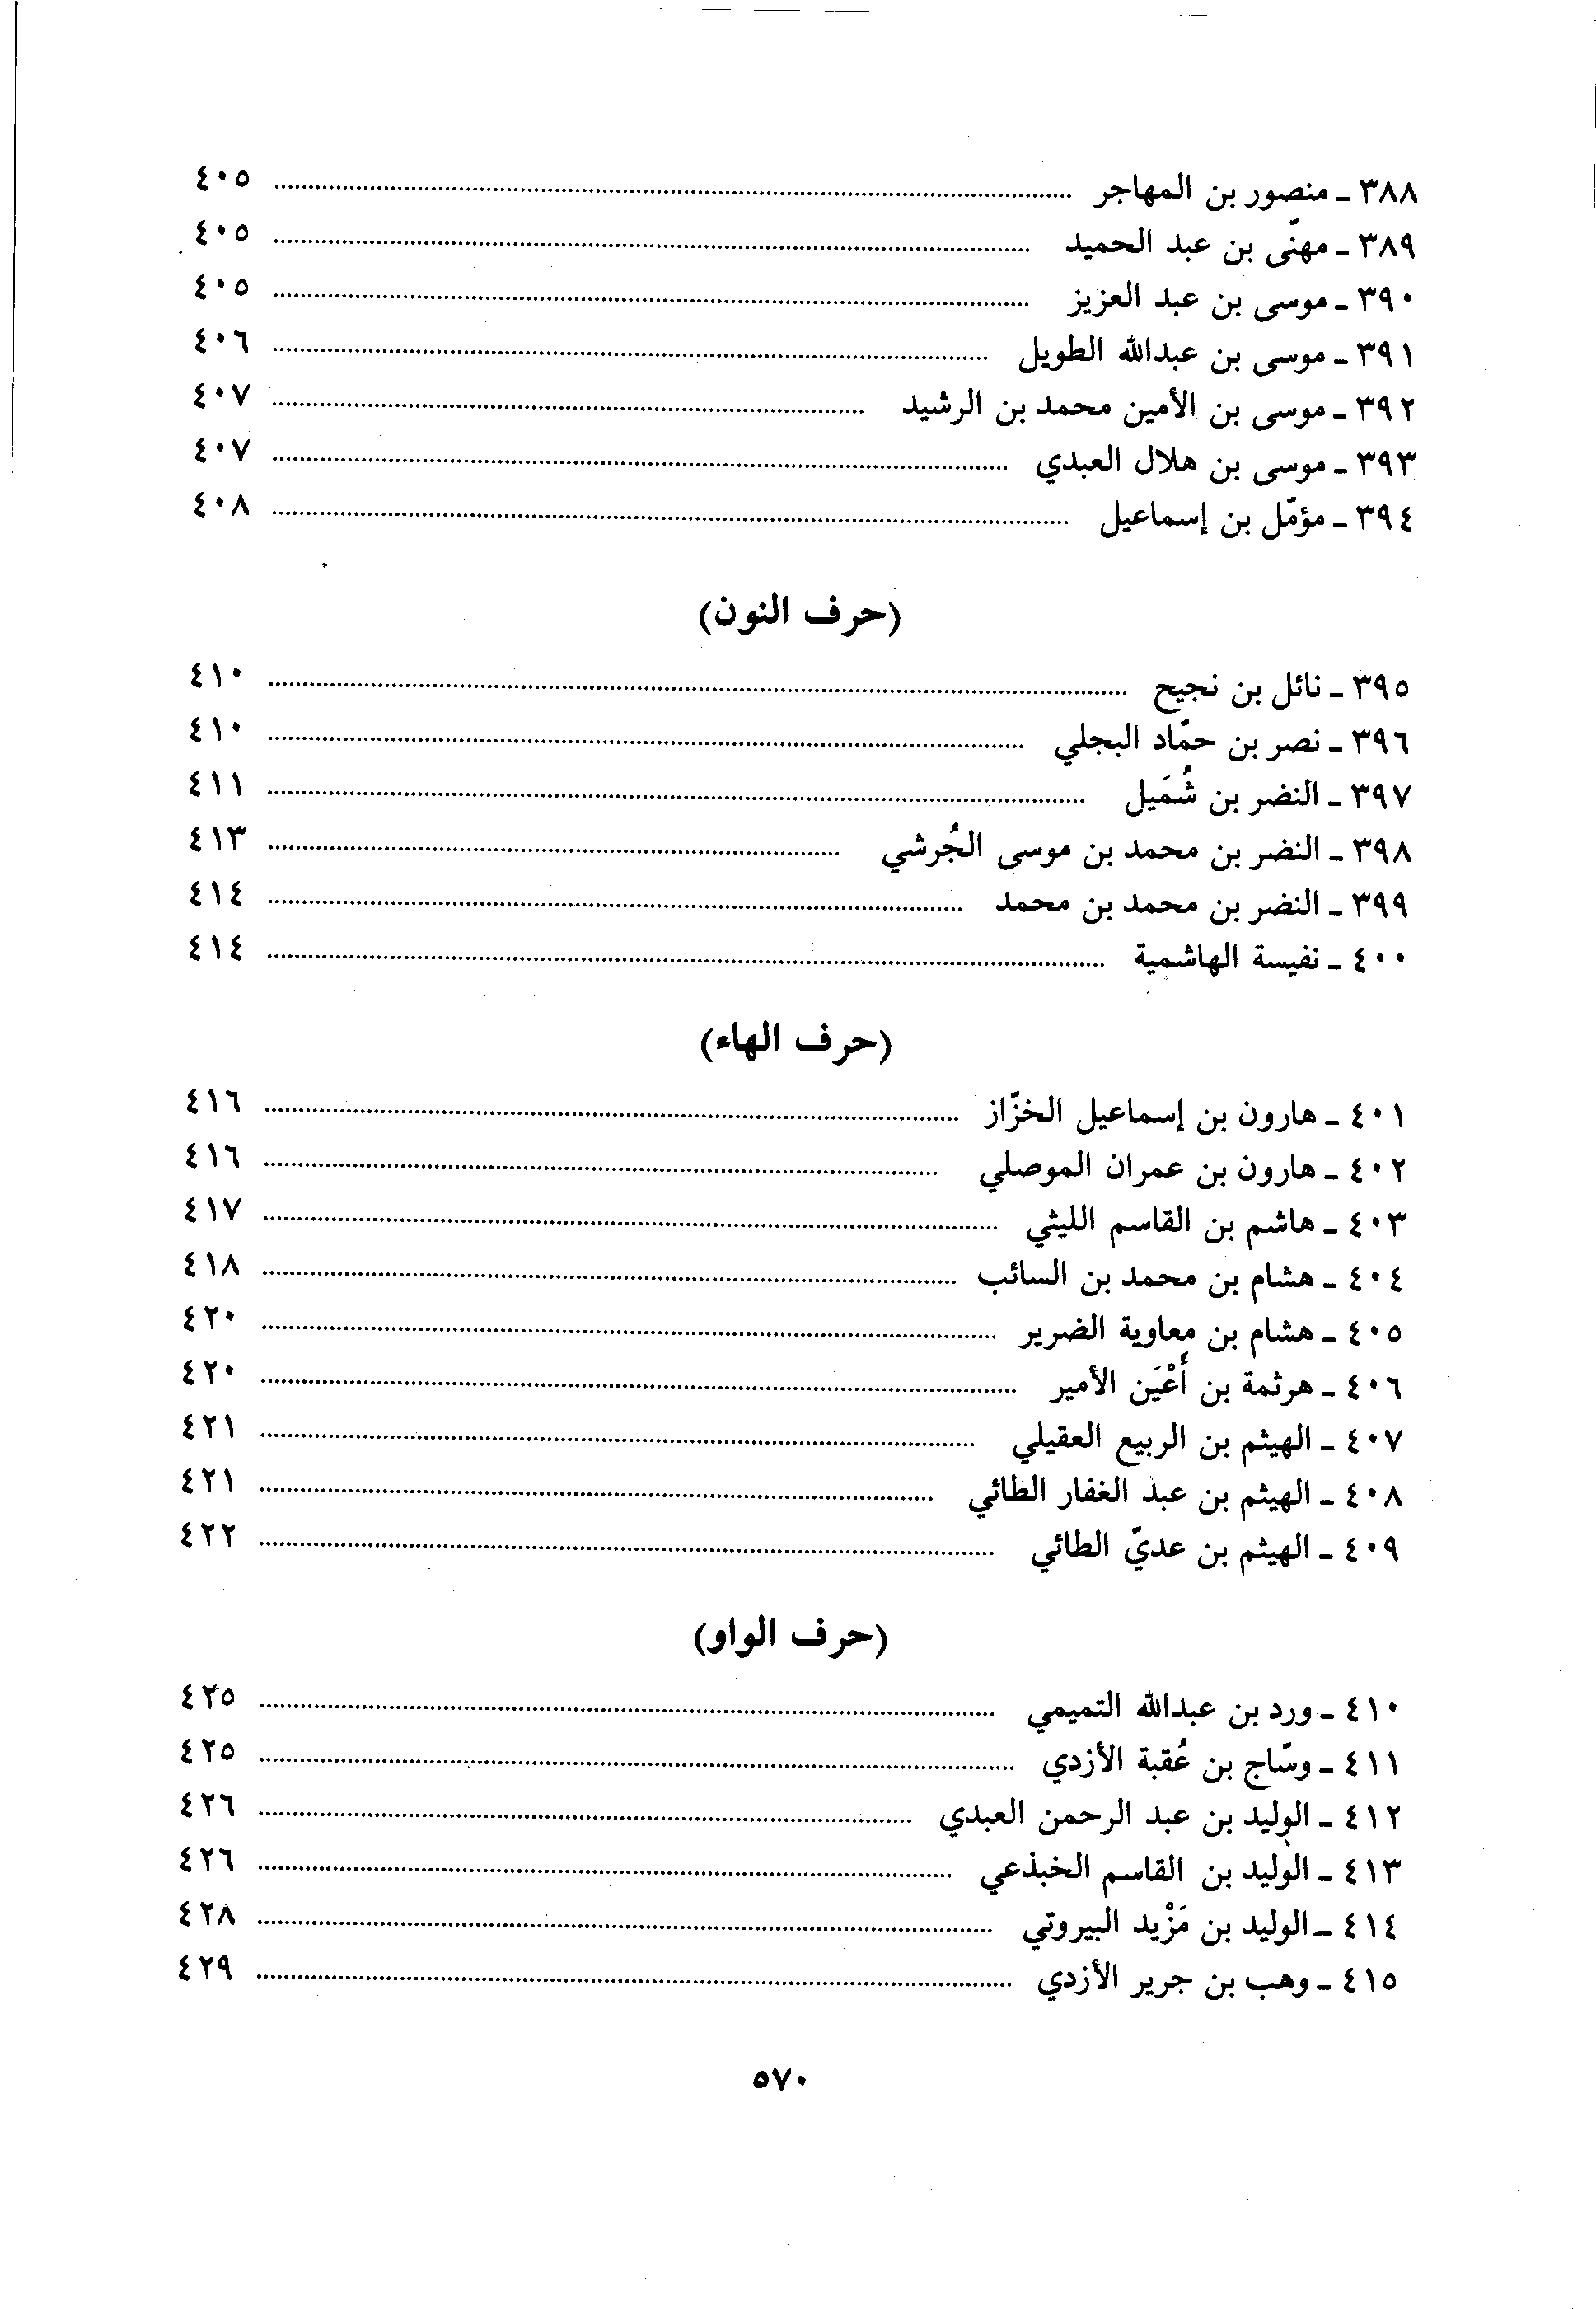 ٣٨٨ ـ منصور بن المهاجر ........ ٤٠٥
٣٨٩ ـ مهنّى بن عبد الحميد ........ ٤٠٥
٣٩٠ ـ موسى بن عبد العزيز ........ ٤٠٥
٣٩١ ـ موسى بن عبدالله الطويل ........ ٤٠٦
٣٩٢ ـ موسى بن الأمين محمد بن الرشيد ........ ٤٠٧
٣٩٣ ـ موسى بن هلال العبدي ........ ٤٠٧
٣٩٤ ـ مؤمّل بن إسماعيل ........ ٤٠٨
(حرف النون)
٣٩٥ ـ نائل بن نجيح ........ ٤١٠
٣٩٦ ـ نصر بن حمّاد البجلي ........ ٤١٠
٣٩٧ ـ النضر بن شُمَيل ........ ٤١١
٣٩٨ ـ النضر بن محمد بن موسى الجُرشي ........ ٤١٣
٣٩٩ ـ النضر بن محمد بن محمد ........ ٤١٤
٤٠٠ ـ نفيسة الهاشمية ........ ٤١٤
(حرف الهاء)
٤٠١ ـ هارون بن إسماعيل الخزّاز ........ ٤١٦
٤٠٢ ـ هارون بن عمران الموصلي ........ ٤١٦
٤٠٣ ـ هاشم بن القاسم الليثي ........ ٤١٧
٤٠٤ ـ هشام بن محمد بن السائب ........ ٤١٨
٤٠٥ ـ هشام بن معاوية الضرير ........ ٤٢٠
٤٠٦ ـ هرثمة بن أَعْيَن الأمير ........ ٤٢٠
٤٠٧ ـ الهيثم بن الربيع العقيلي ........ ٤٢١
٤٠٨ ـ الهيثم بن عبد الغفار الطائي ........ ٤٢١
٤٠٩ ـ الهيثم بن عديّ الطائي ........ ٤٢٢
(حرف الواو)
٤١٠ ـ ورد بن عبدالله التميمي ........ ٤٢٥
٤١١ ـ وسّاج بن عُقبة الأزدي ........ ٤٢٥
٤١٢ ـ الوليد بن عبد الرحمن العبدي ........ ٤٢٦
٤١٣ ـ الوليد بن القاسم الخبذعي ........ ٤٢٦
٤١٤ ـ الوليد بن مَزْيد البيروتي ........ ٤٢٨
٤١٥ ـ وهب بن جرير الأزدي ........ ٤٢٩
٥٧٠